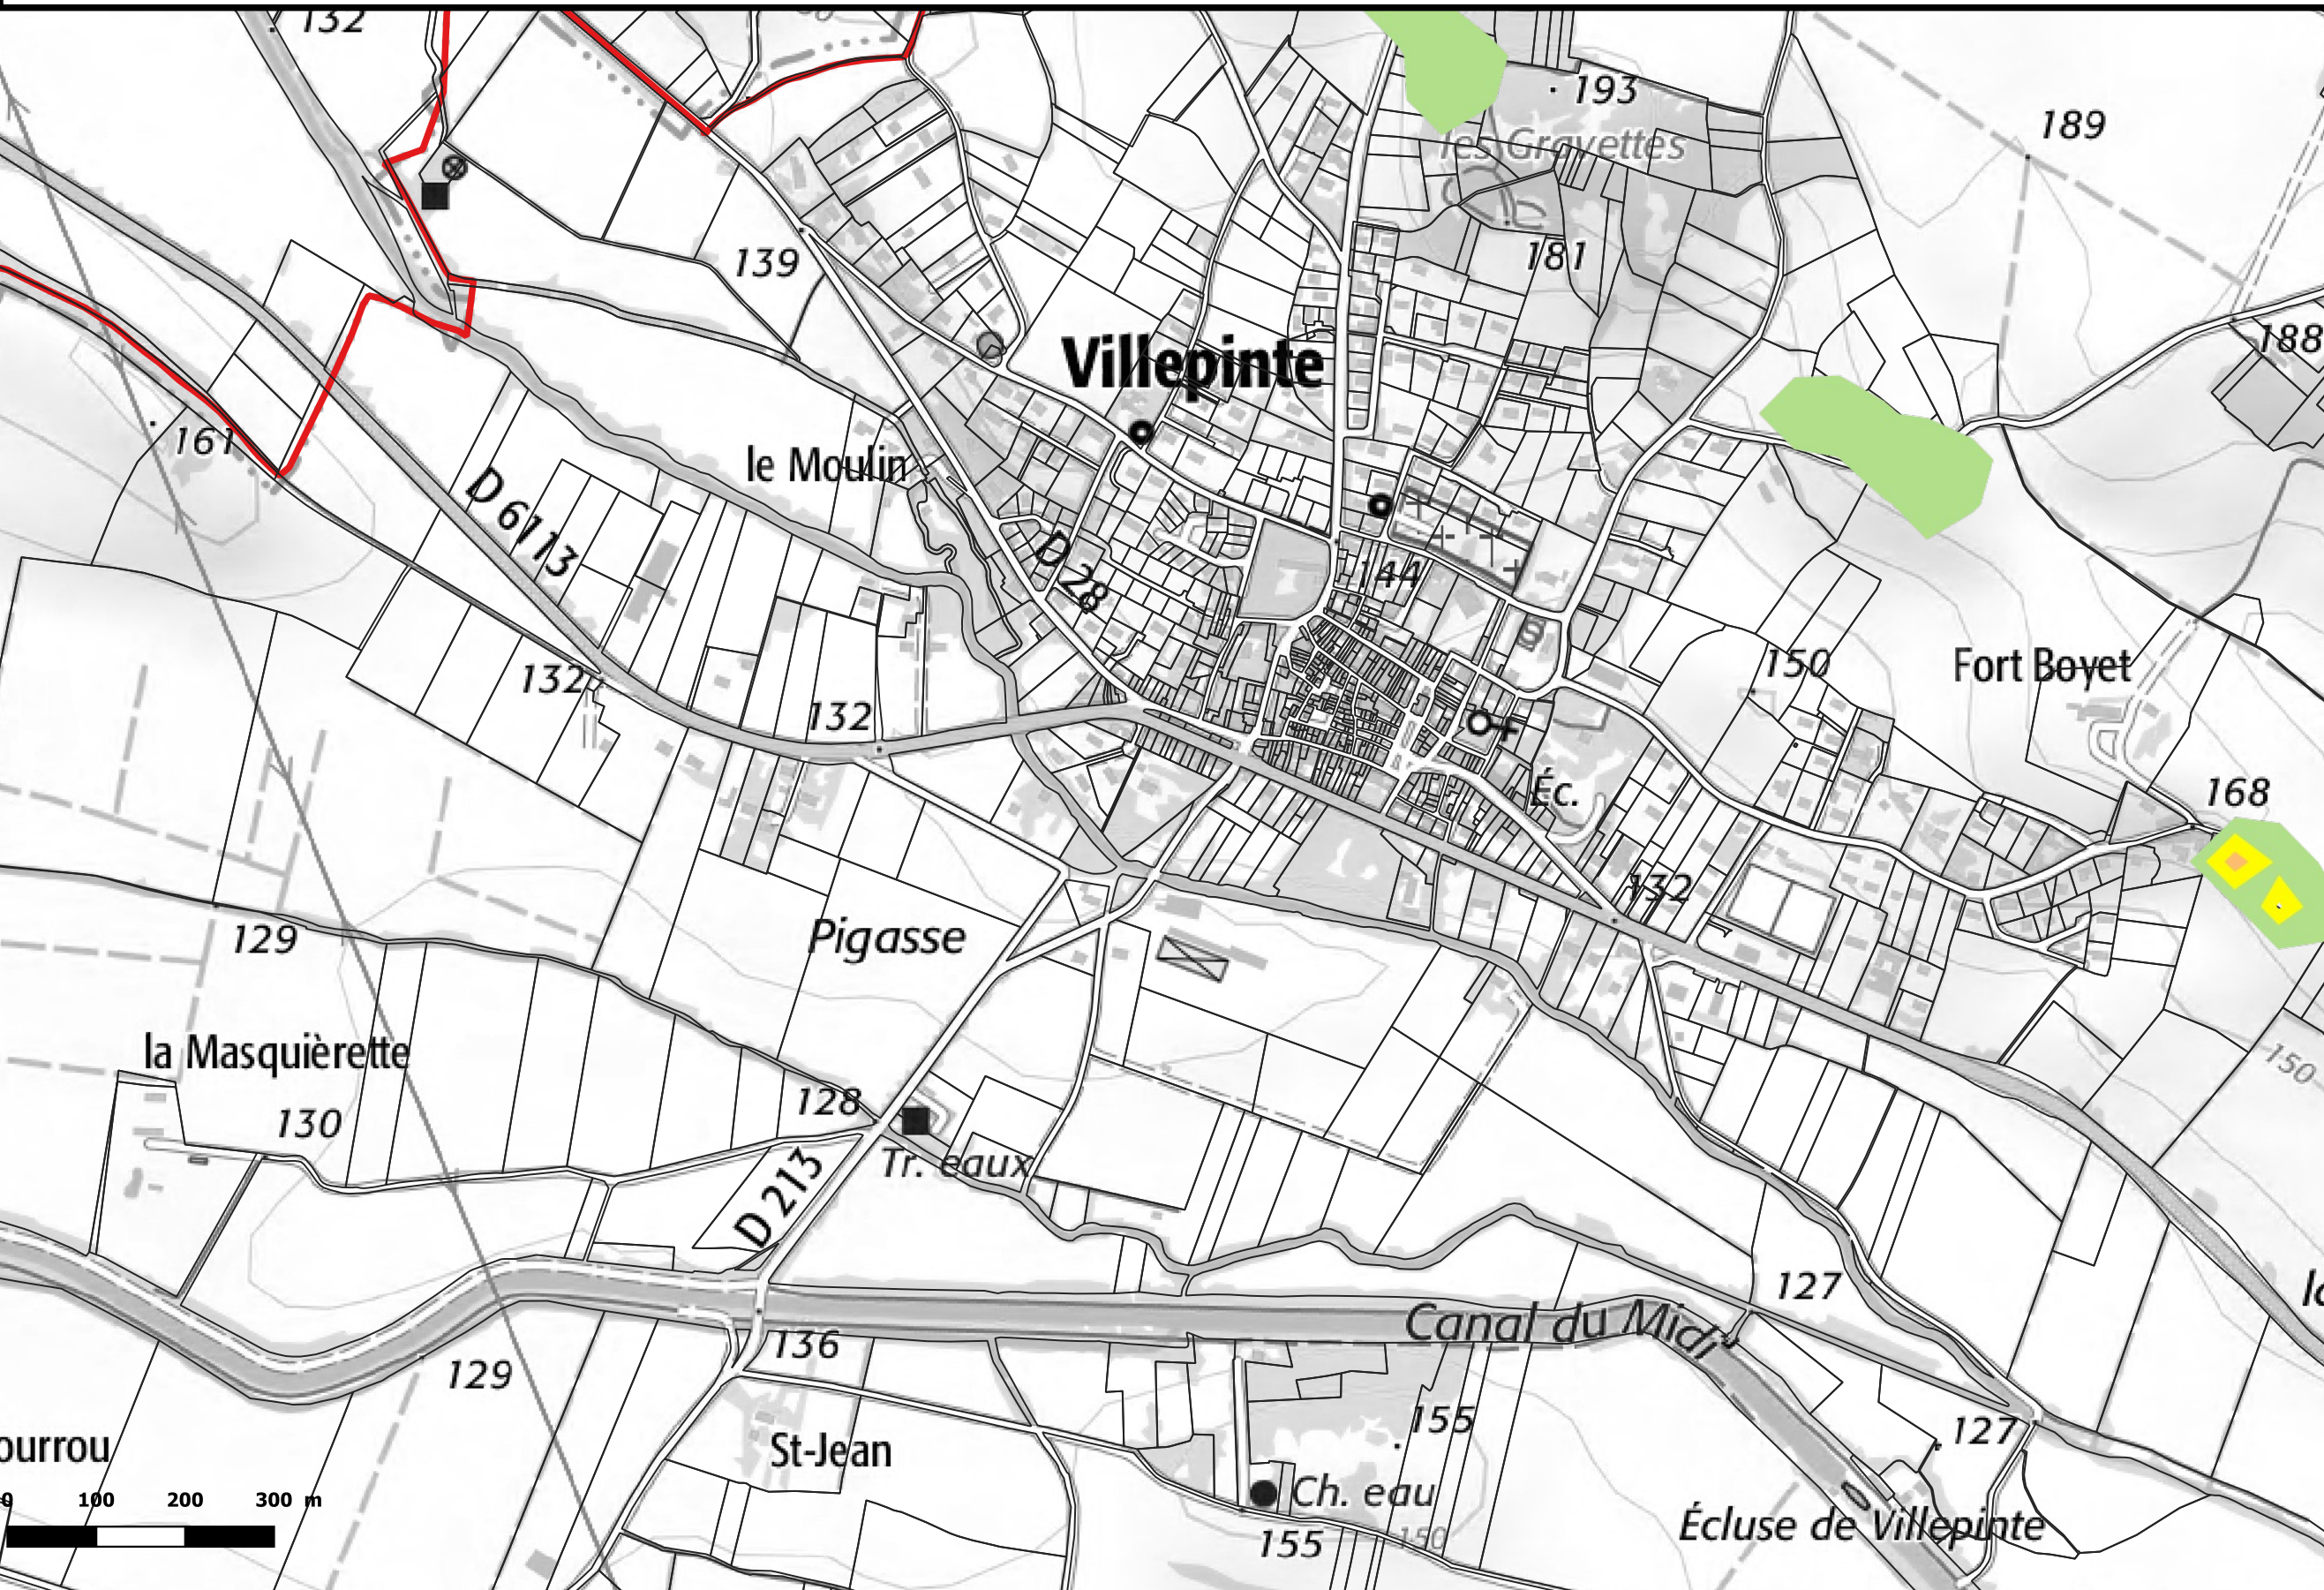 132
193
189
les Gravettes
181
139
188
Villepinte
161
le Moulin
D 6113
D 28
144
132
132
150
Fort Boyet
Éc.
168
132
129
Pigasse
la Masquièrette
150
130
128
Tr. eaux
D 213
127
Canal du Midi
136
129
155
127
ourrou
St-Jean
0 100 200 300 m
Ch. eau
155
150
Écluse de Villepinte